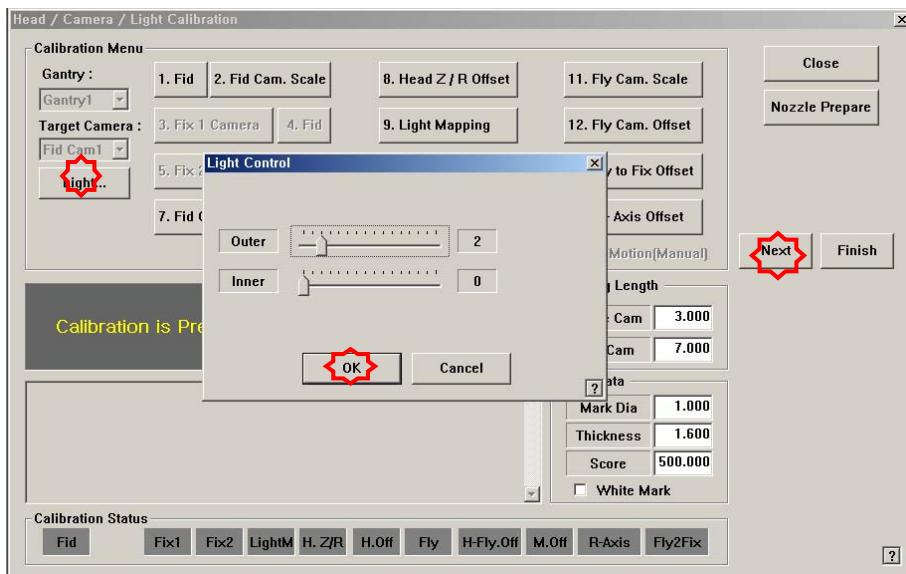 Head / Camera / Light Calibration
Calibration Menu
Gantry :
Gantry1
Target Camera :
Fid Cam1
Light...
1. Fid
2. Fid Cam. Scale
8. Head Z / R Offset
11. Fly Cam. Scale
3. Fix 1 Camera
4. Fid
9. Light Mapping
12. Fly Cam. Offset
5. Fix 2
y to Fix Offset
7. Fid
Axis Offset
Motion(Manual)
Close
Nozzle Prepare
Next
Finish
Light Control
Outer
2
Inner
0
OK
Cancel
?
Calibration is Pre
Length
Cam
3.000
Cam
7.000
ata
Mark Dia
1.000
Thickness
1.600
Score
500.000
White Mark
Calibration Status
Fid
Fix1
Fix2
LightM
H. Z/R
H.Off
Fly
H-Fly.Off
M.Off
R-Axis
Fly2Fix
?